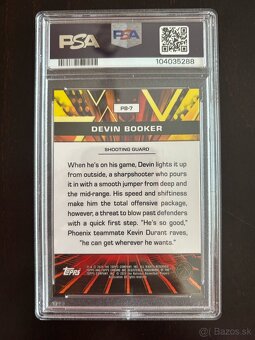 PSA
PSA
104035288
PB-7
DEVIN BOOKER
SHOOTING GUARD
When he's on his game, Devin lights it up
from outside, a sharpshooter who pours
it in with a smooth jumper from deep and
the mid-range. His speed and shiftiness
make him the total offensive package,
however, a threat to blow past defenders
with a quick first step. "He's so good,"
Phoenix teammate Kevin Durant raves,
"he can get wherever he wants."
TOPPS
Bazos.sk